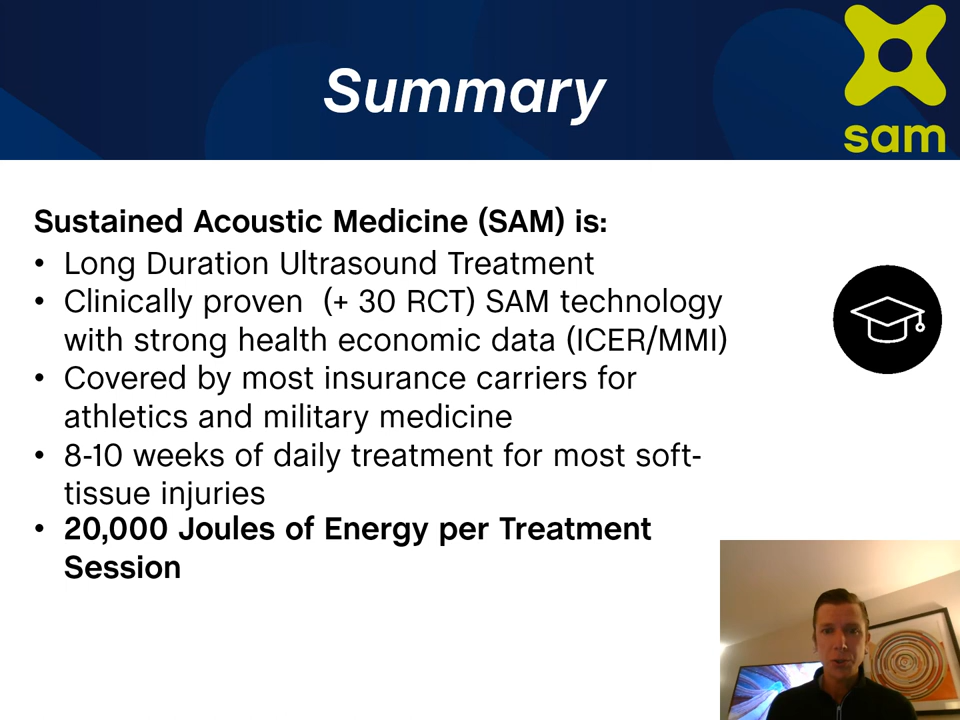 Summary
sam
Sustained Acoustic Medicine (SAM) is:
• Long Duration Ultrasound Treatment
• Clinically proven  (+ 30 RCT) SAM technology
with strong health economic data (ICER/MMI)
• Covered by most insurance carriers for
athletics and military medicine
• 8-10 weeks of daily treatment for most soft-
tissue injuries
• 20,000 Joules of Energy per Treatment
Session